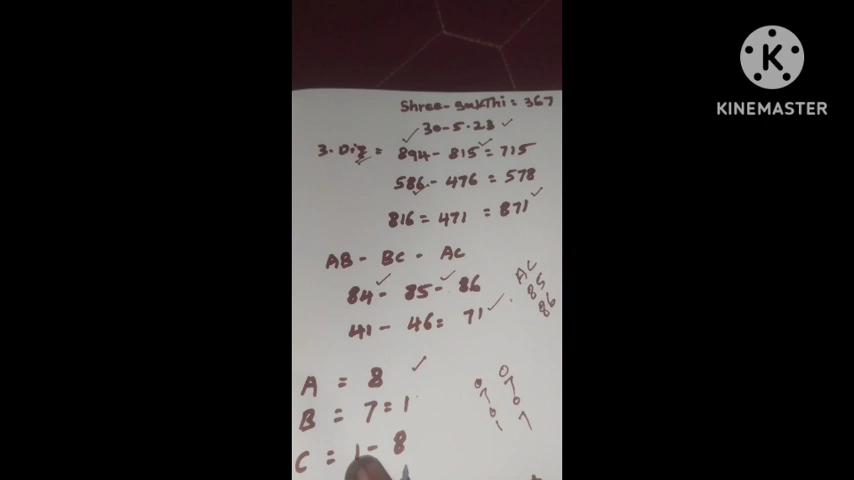 Shree-SakThi = 367
30-5-23
3. Dig = 894 - 815 = 715
586 - 476 = 578
816 = 471 = 871
AB - BC - AC
84 - 85 - 86
41 - 46 = 71
AC
85
86
A = 8
B = 7 = 1
C = 1 - 8
K
KINEMASTER